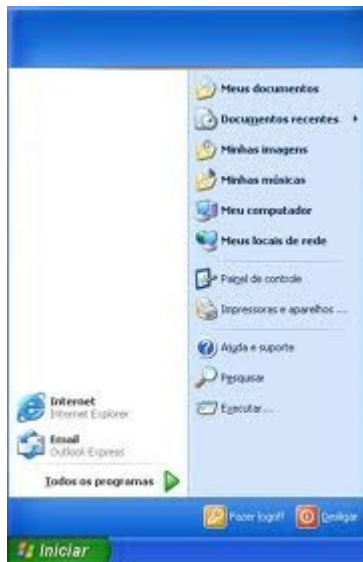 Meus documentos
Documentos recentes
Minhas imagens
Minhas músicas
Meu computador
Meus locais de rede
Painel de controle
Impressoras e aparelhos ...
Ajuda e suporte
Pesquisar
Executar...
Internet
Internet Explorer
Email
Outlook Express
Todos os programas
Fazer logoff
Desligar
Iniciar